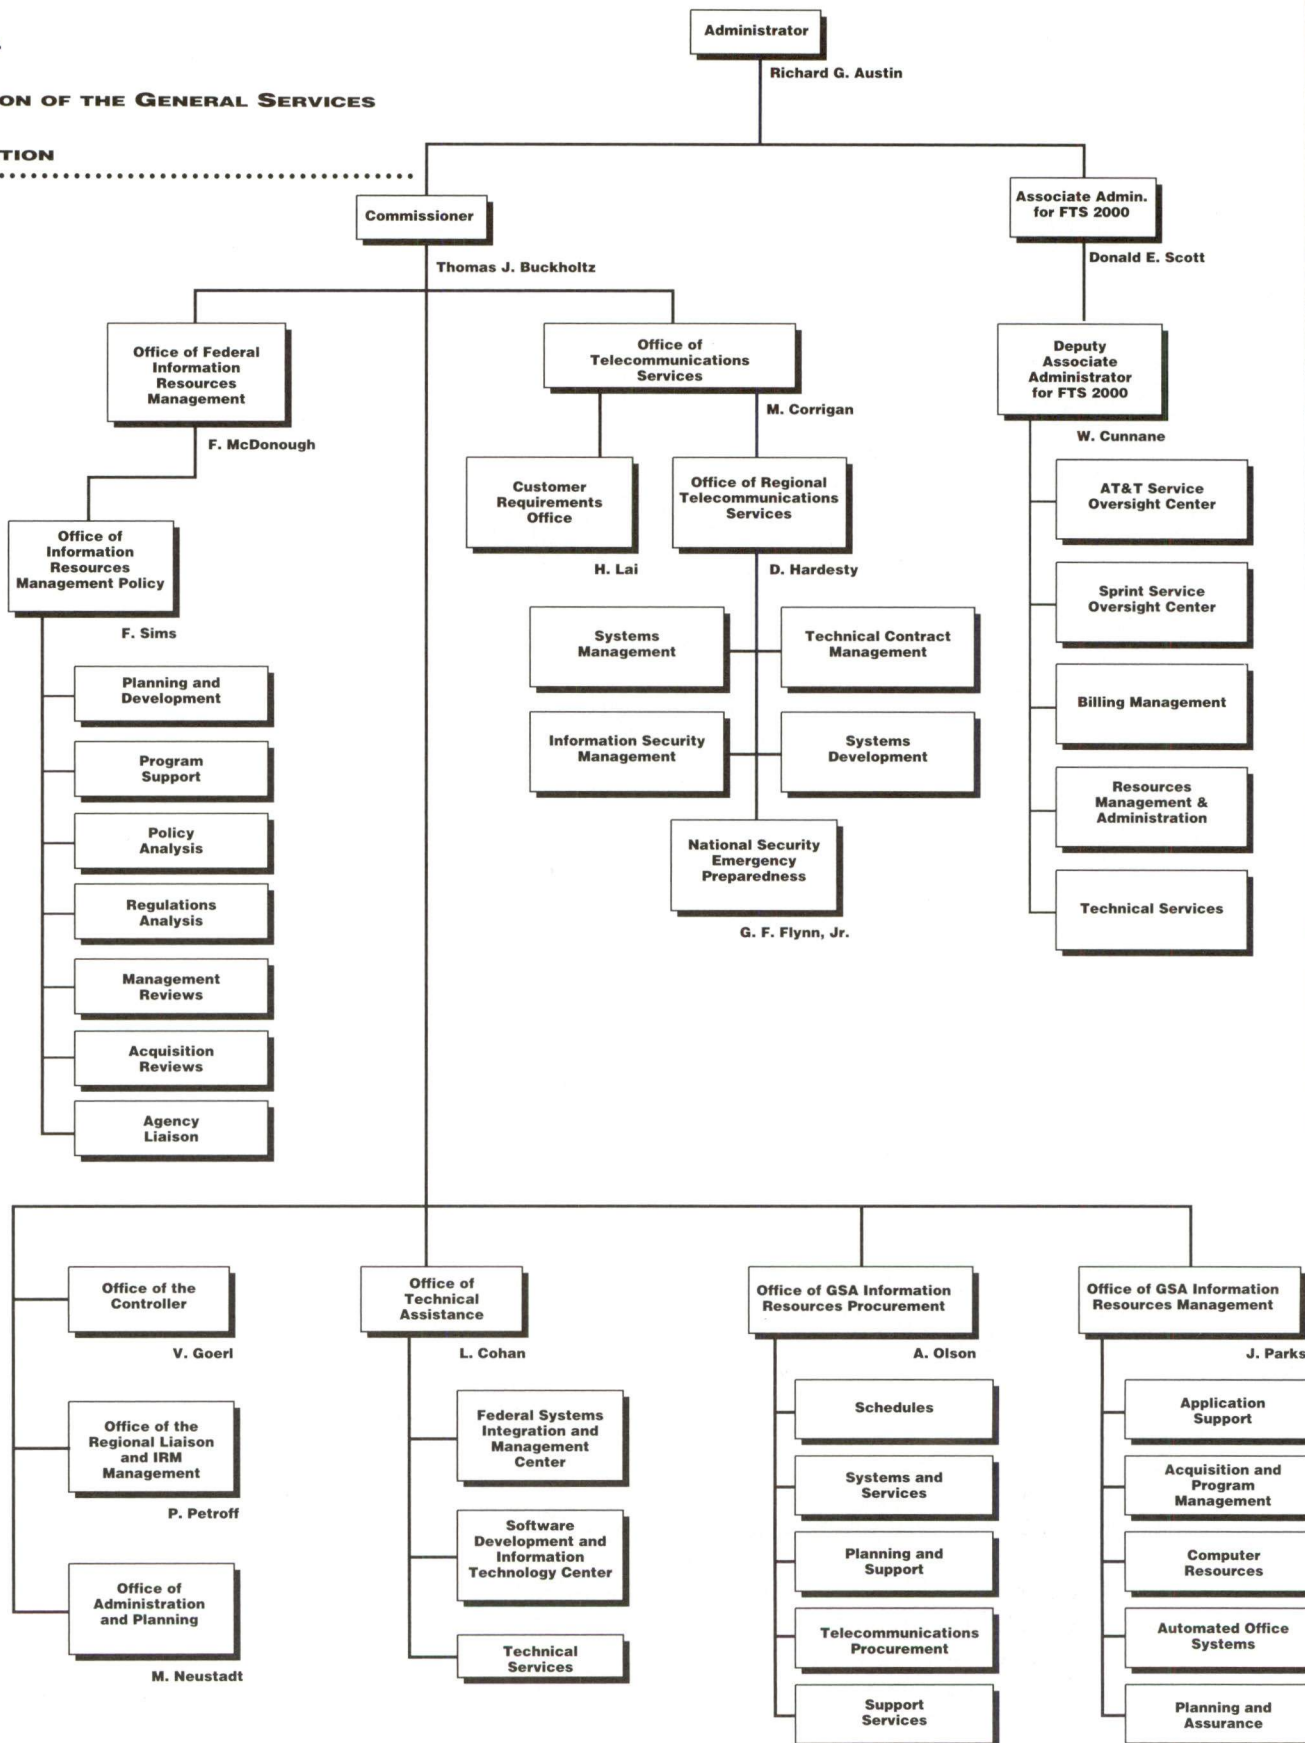 ON OF THE GENERAL SERVICES
TION
Administrator
Richard G. Austin
Commissioner
Thomas J. Buckholtz
Associate Admin.
for FTS 2000
Donald E. Scott
Office of Federal
Information
Resources
Management
F. McDonough
Office of
Telecommunications
Services
M. Corrigan
Deputy
Associate
Administrator
for FTS 2000
W. Cunnane
Office of
Information
Resources
Management Policy
F. Sims
Planning and
Development
Program
Support
Policy
Analysis
Regulations
Analysis
Management
Reviews
Acquisition
Reviews
Agency
Liaison
Customer
Requirements
Office
H. Lai
Office of Regional
Telecommunications
Services
D. Hardesty
Systems
Management
Technical Contract
Management
Information Security
Management
Systems
Development
National Security
Emergency
Preparedness
G. F. Flynn, Jr.
AT&T Service
Oversight Center
Sprint Service
Oversight Center
Billing Management
Resources
Management &
Administration
Technical Services
Office of the
Controller
V. Goerl
Office of the
Regional Liaison
and IRM
Management
P. Petroff
Office of
Administration
and Planning
M. Neustadt
Office of
Technical
Assistance
L. Cohan
Federal Systems
Integration and
Management
Center
Software
Development and
Information
Technology Center
Technical
Services
Office of GSA Information
Resources Procurement
A. Olson
Schedules
Systems and
Services
Planning and
Support
Telecommunications
Procurement
Support
Services
Office of GSA Information
Resources Management
J. Parks
Application
Support
Acquisition and
Program
Management
Computer
Resources
Automated Office
Systems
Planning and
Assurance